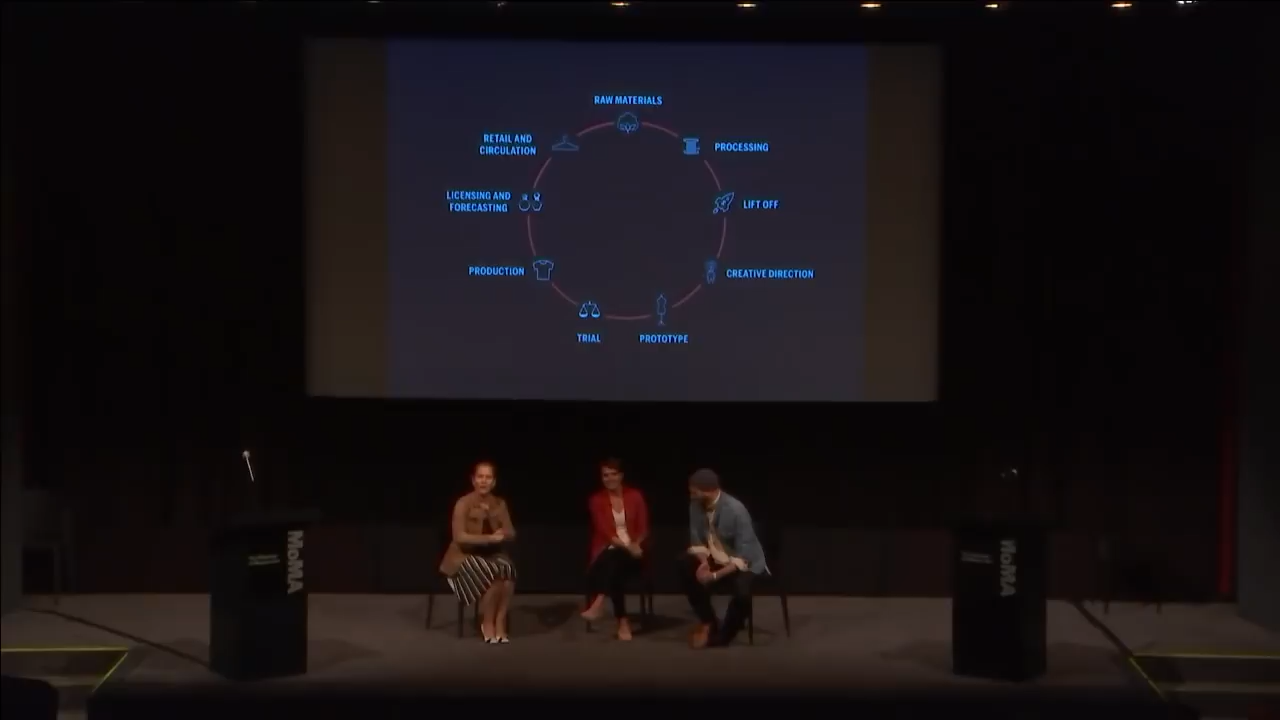 RAW MATERIALS
RETAIL AND
CIRCULATION
PROCESSING
LICENSING AND
FORECASTING
LIFT OFF
PRODUCTION
CREATIVE DIRECTION
TRIAL
PROTOTYPE
MoMA
MoMA